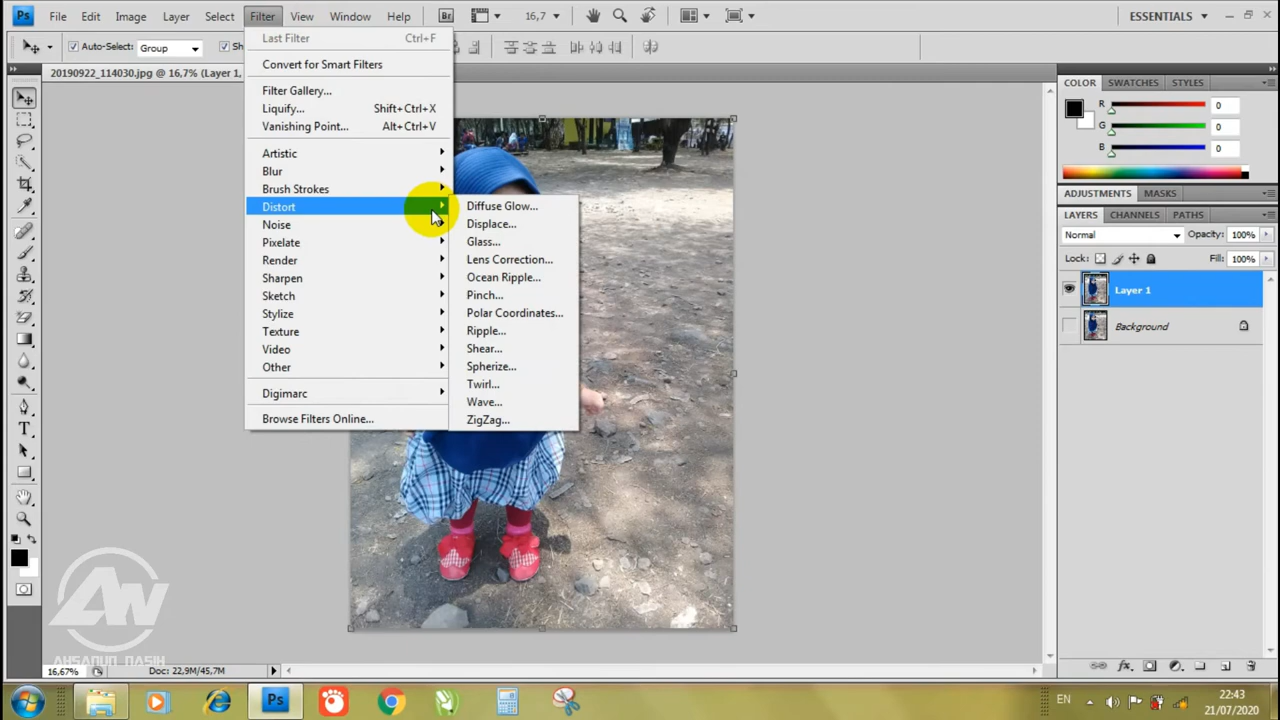 Ps File Edit Image Layer Select Filter View Window Help Br 16,7 ESSENTIALS
Auto-Select: Group
20190922_114030.jpg @ 16,7% (Layer 1,
Last Filter Ctrl+F
Convert for Smart Filters
Filter Gallery...
Liquify... Shift+Ctrl+X
Vanishing Point... Alt+Ctrl+V
Artistic
Blur
Brush Strokes
Distort
Noise
Pixelate
Render
Sharpen
Sketch
Stylize
Texture
Video
Other
Digimarc
Browse Filters Online...
Diffuse Glow...
Displace...
Glass...
Lens Correction...
Ocean Ripple...
Pinch...
Polar Coordinates...
Ripple...
Shear...
Spherize...
Twirl...
Wave...
ZigZag...
COLOR SWATCHES STYLES
R 0
G 0
B 0
ADJUSTMENTS MASKS
LAYERS CHANNELS PATHS
Normal Opacity: 100%
Lock: Fill: 100%
Layer 1
Background
AW
AHSANUN NASIH
16,67% Doc: 22,9M/45,7M
Ps EN 22:43
21/07/2020